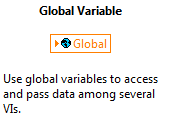 Global Variable
Global
Use global variables to access
and pass data among several
VIs.